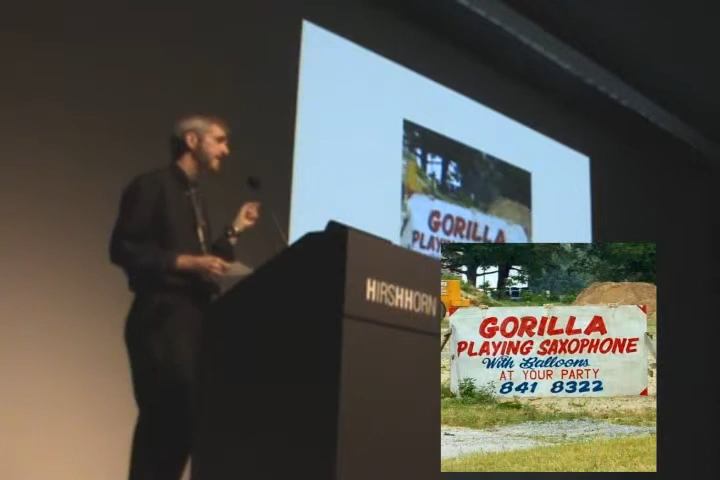 GORILLA
PLAYING
HIRSHHORN
GORILLA
PLAYING SAXOPHONE
With Balloons
AT YOUR PARTY
841 8322